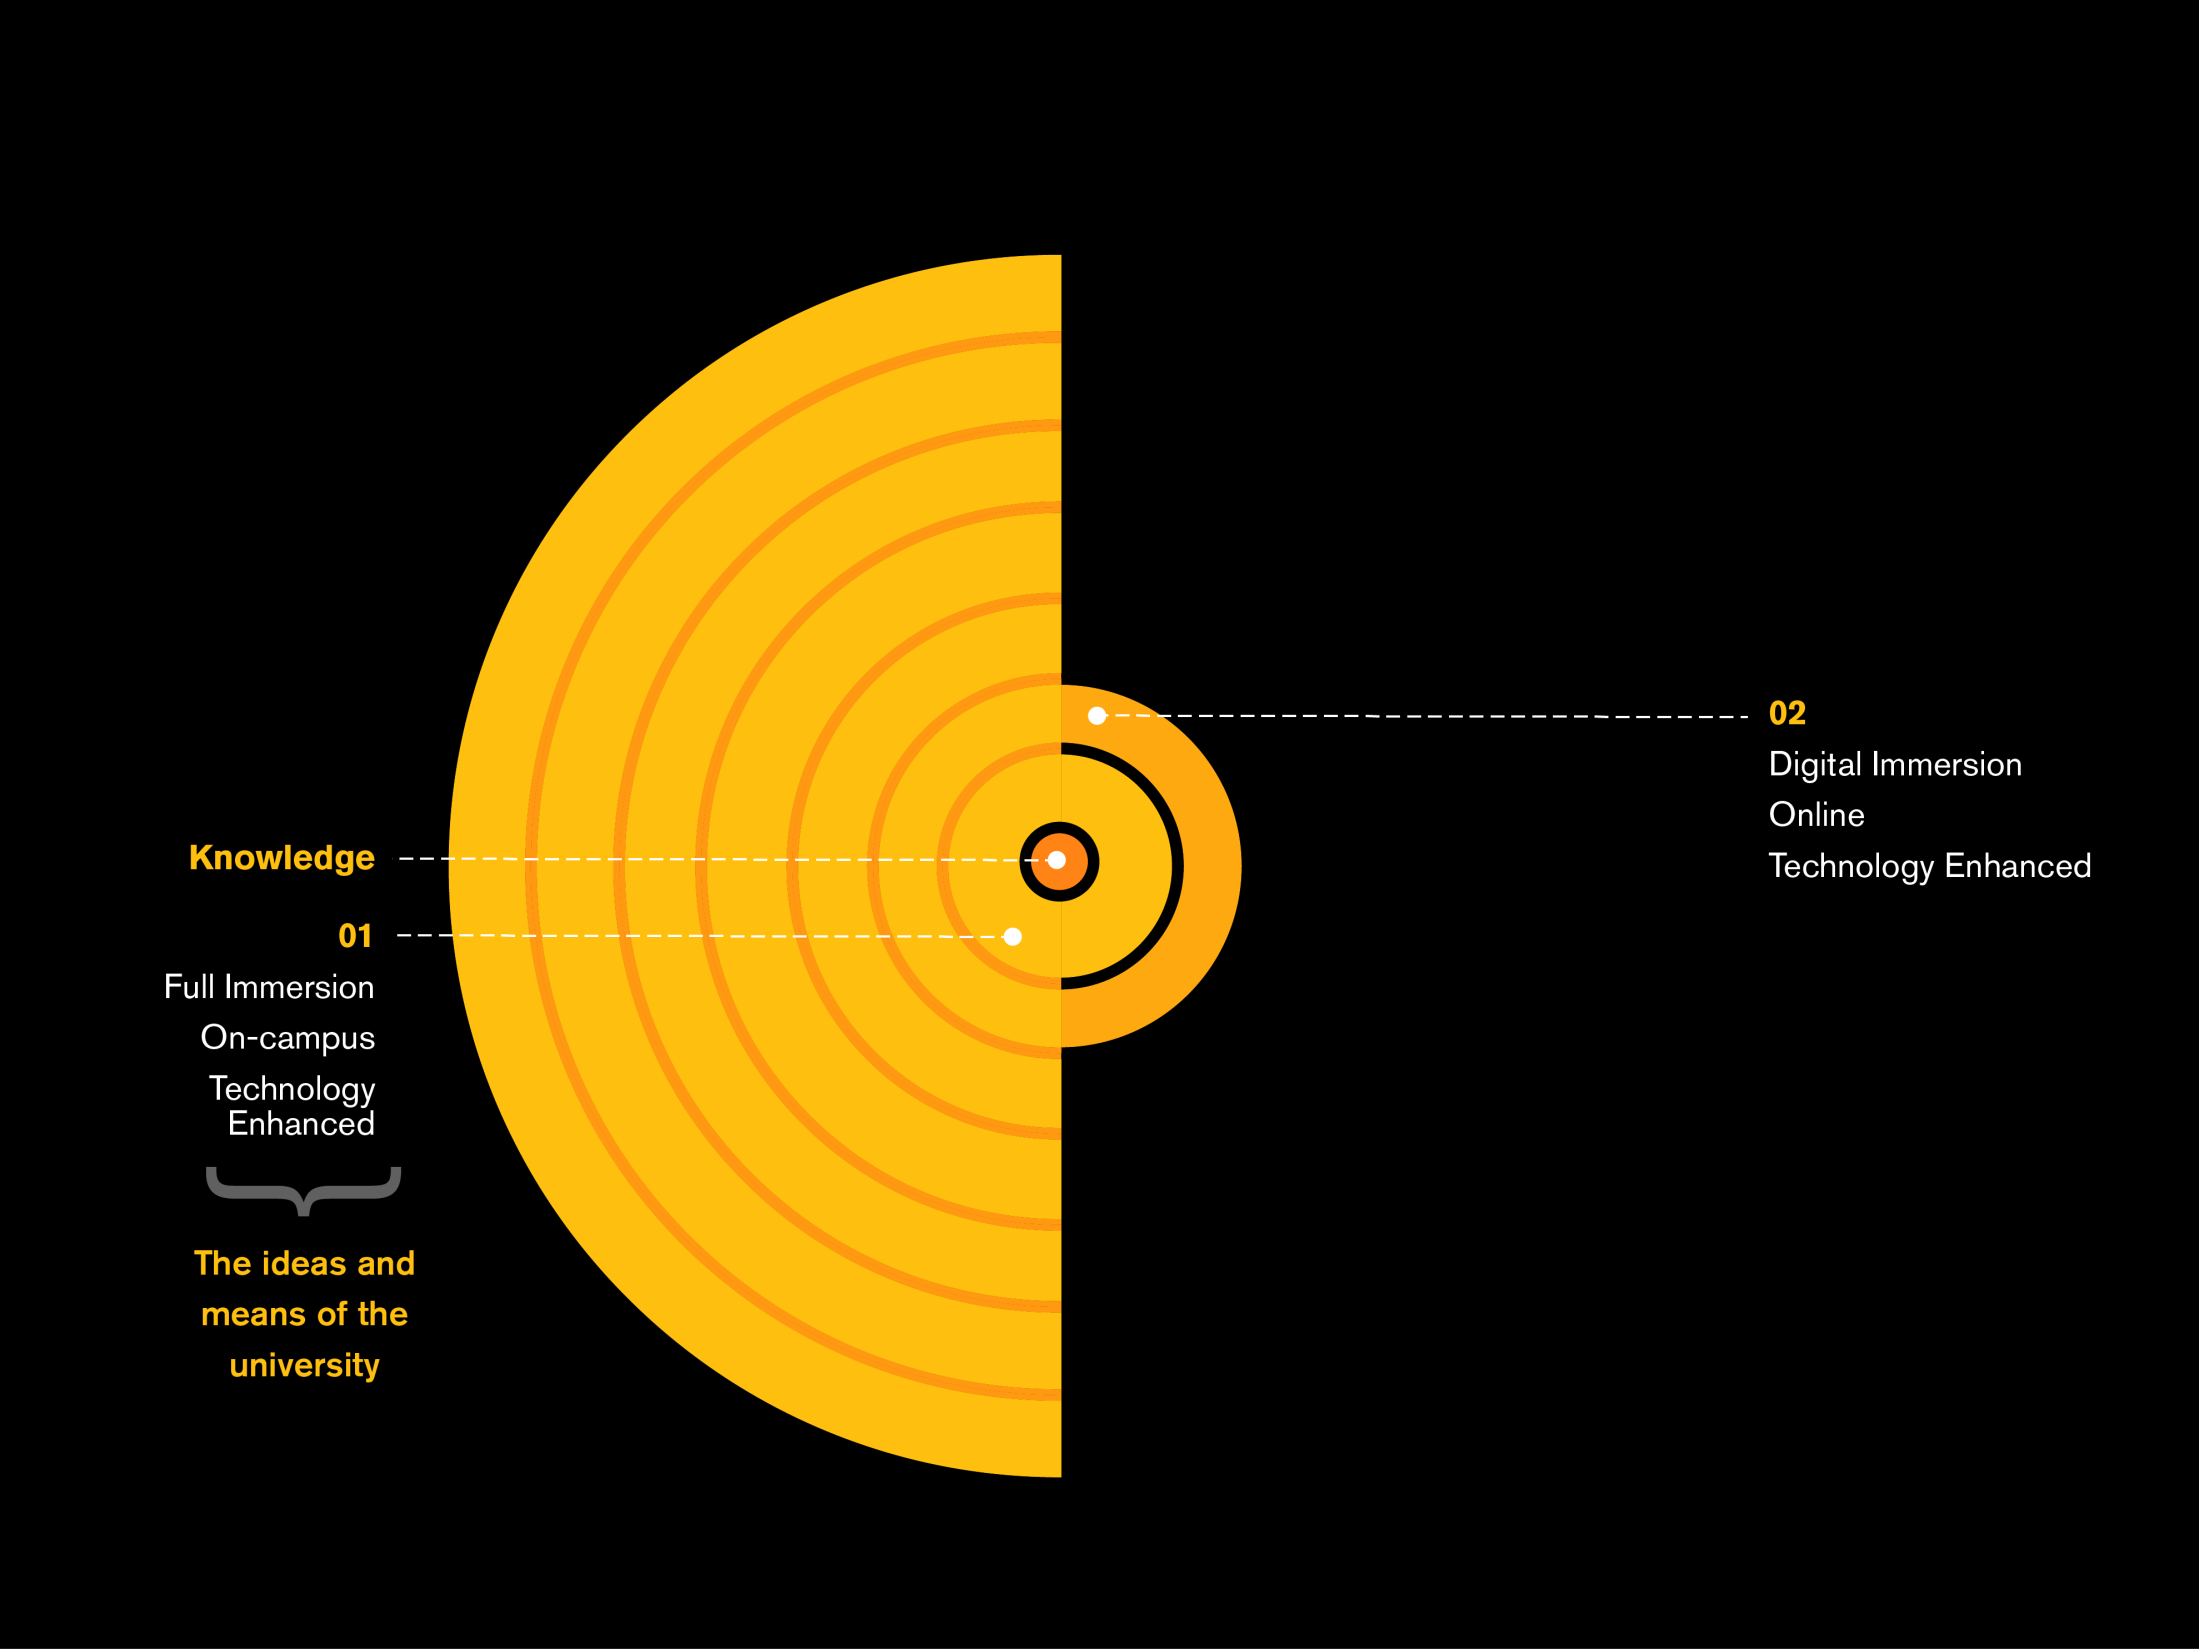 Knowledge
01
Full Immersion
On-campus
Technology
Enhanced
The ideas and
means of the
university
02
Digital Immersion
Online
Technology Enhanced